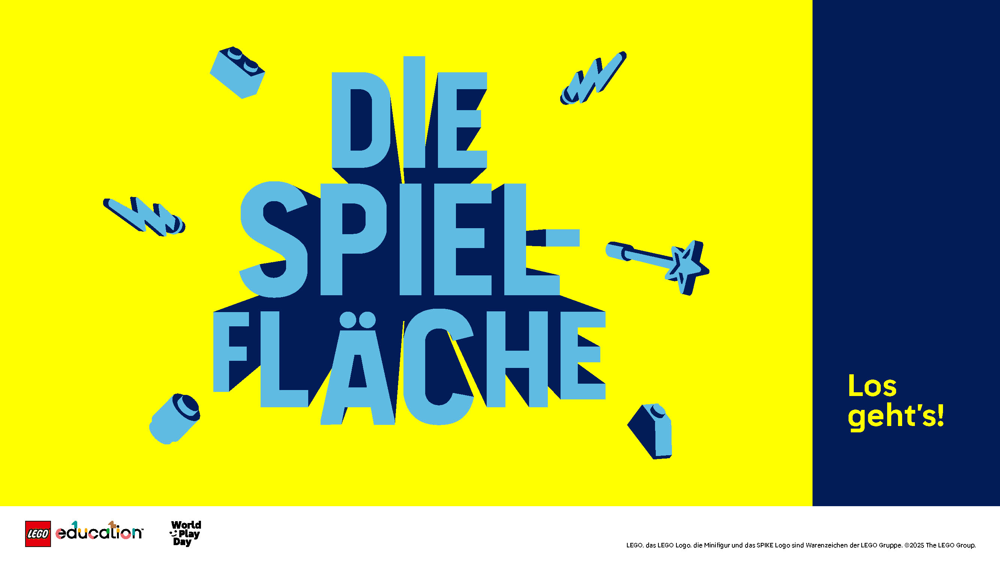 DIE
SPIEL-
FLÄCHE
Los
geht's!
LEGO education™
World
Play
Day
LEGO, das LEGO Logo, die Minifigur und das SPIKE Logo sind Warenzeichen der LEGO Gruppe. ©2025 The LEGO Group.